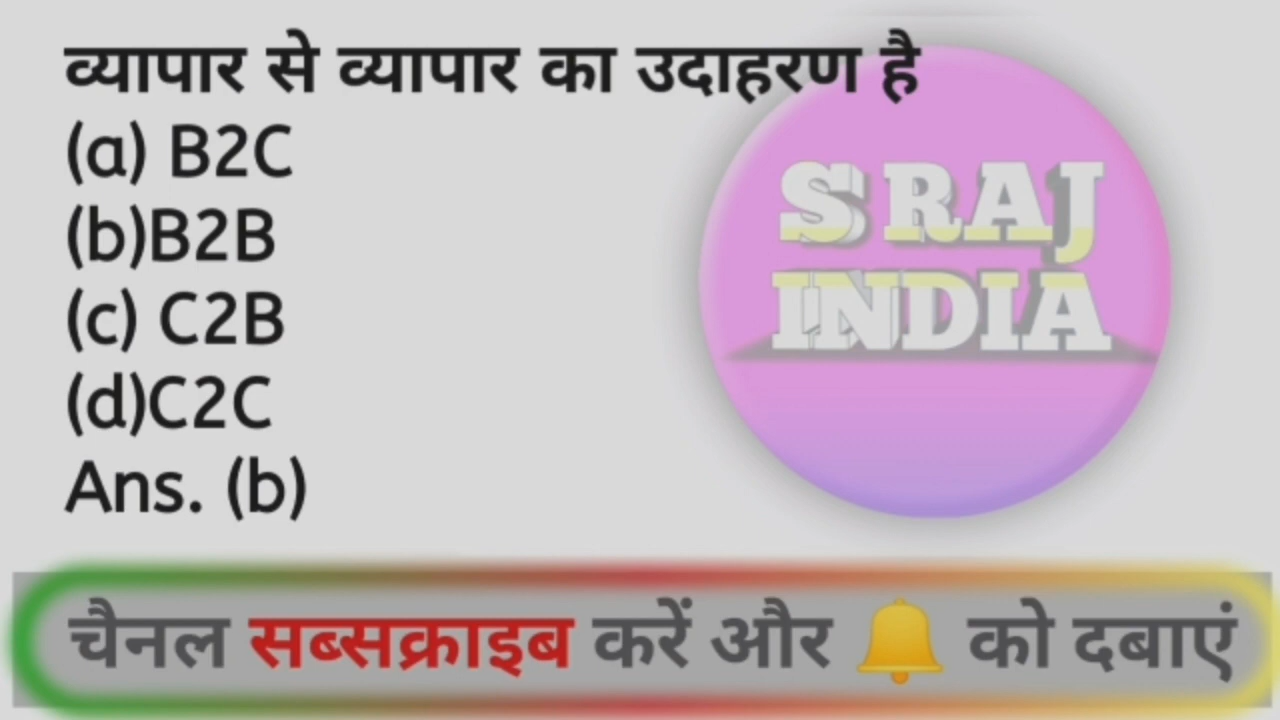 व्यापार से व्यापार का उदाहरण है
(a) B2C
(b)B2B
(c) C2B
(d)C2C
Ans. (b)
S RAJ
INDIA
चैनल सब्सक्राइब करें और 🔔 को दबाएं